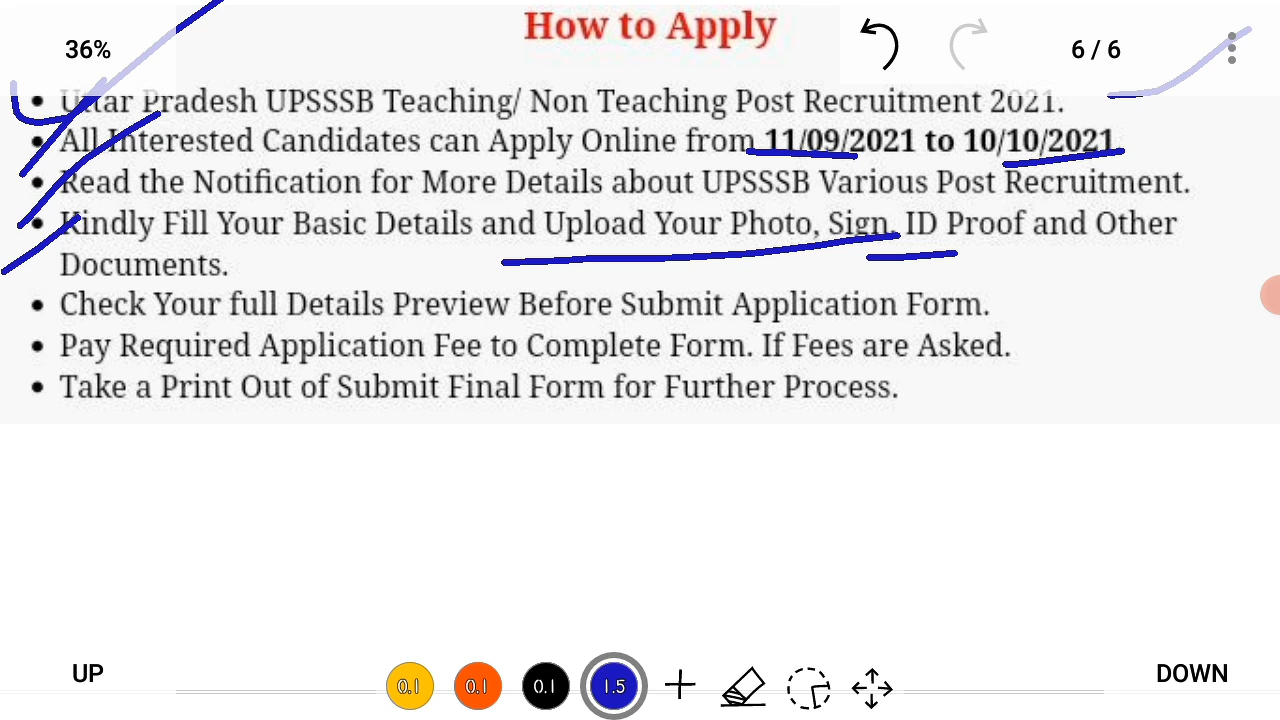 How to Apply
36%
6 / 6
Uttar Pradesh UPSSSB Teaching/ Non Teaching Post Recruitment 2021.
All Interested Candidates can Apply Online from 11/09/2021 to 10/10/2021.
Read the Notification for More Details about UPSSSB Various Post Recruitment.
Kindly Fill Your Basic Details and Upload Your Photo, Sign, ID Proof and Other
Documents.
Check Your full Details Preview Before Submit Application Form.
Pay Required Application Fee to Complete Form. If Fees are Asked.
Take a Print Out of Submit Final Form for Further Process.
UP
0.1
0.1
0.1
1.5
DOWN